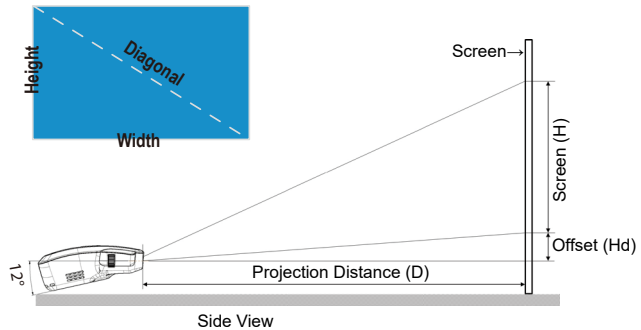 Height
Diagonal
Width
Screen→
Screen (H)
Offset (Hd)
Projection Distance (D)
12°
Side View